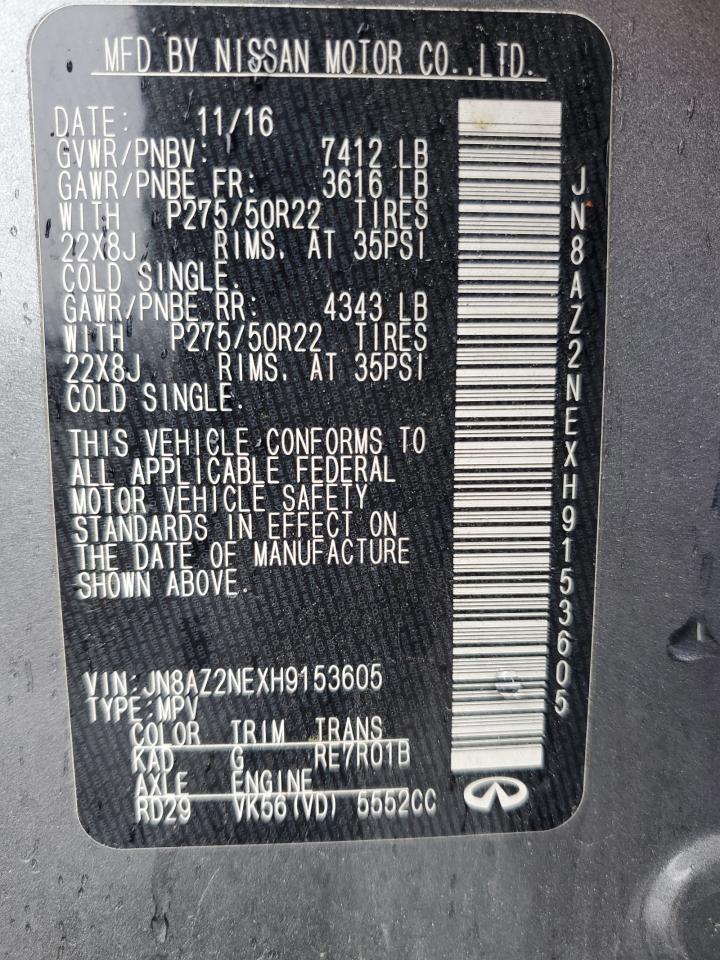 MFD BY NISSAN MOTOR CO.,LTD.
DATE: 11/16
GVWR/PNBV: 7412 LB
GAWR/PNBE FR: 3616 LB
WITH P275/50R22 TIRES
22X8J RIMS. AT 35PSI
COLD SINGLE.
GAWR/PNBE RR: 4343 LB
WITH P275/50R22 TIRES
22X8J RIMS. AT 35PSI
COLD SINGLE.
THIS VEHICLE CONFORMS TO
ALL APPLICABLE FEDERAL
MOTOR VEHICLE SAFETY
STANDARDS IN EFFECT ON
THE DATE OF MANUFACTURE
SHOWN ABOVE.
VIN:JN8AZ2NEXH9153605
TYPE:MPV
COLOR TRIM TRANS
KAD G RE7R01B
AXLE ENGINE
RD29 VK56(VD) 5552CC
JN8AZ2NEXH9153605